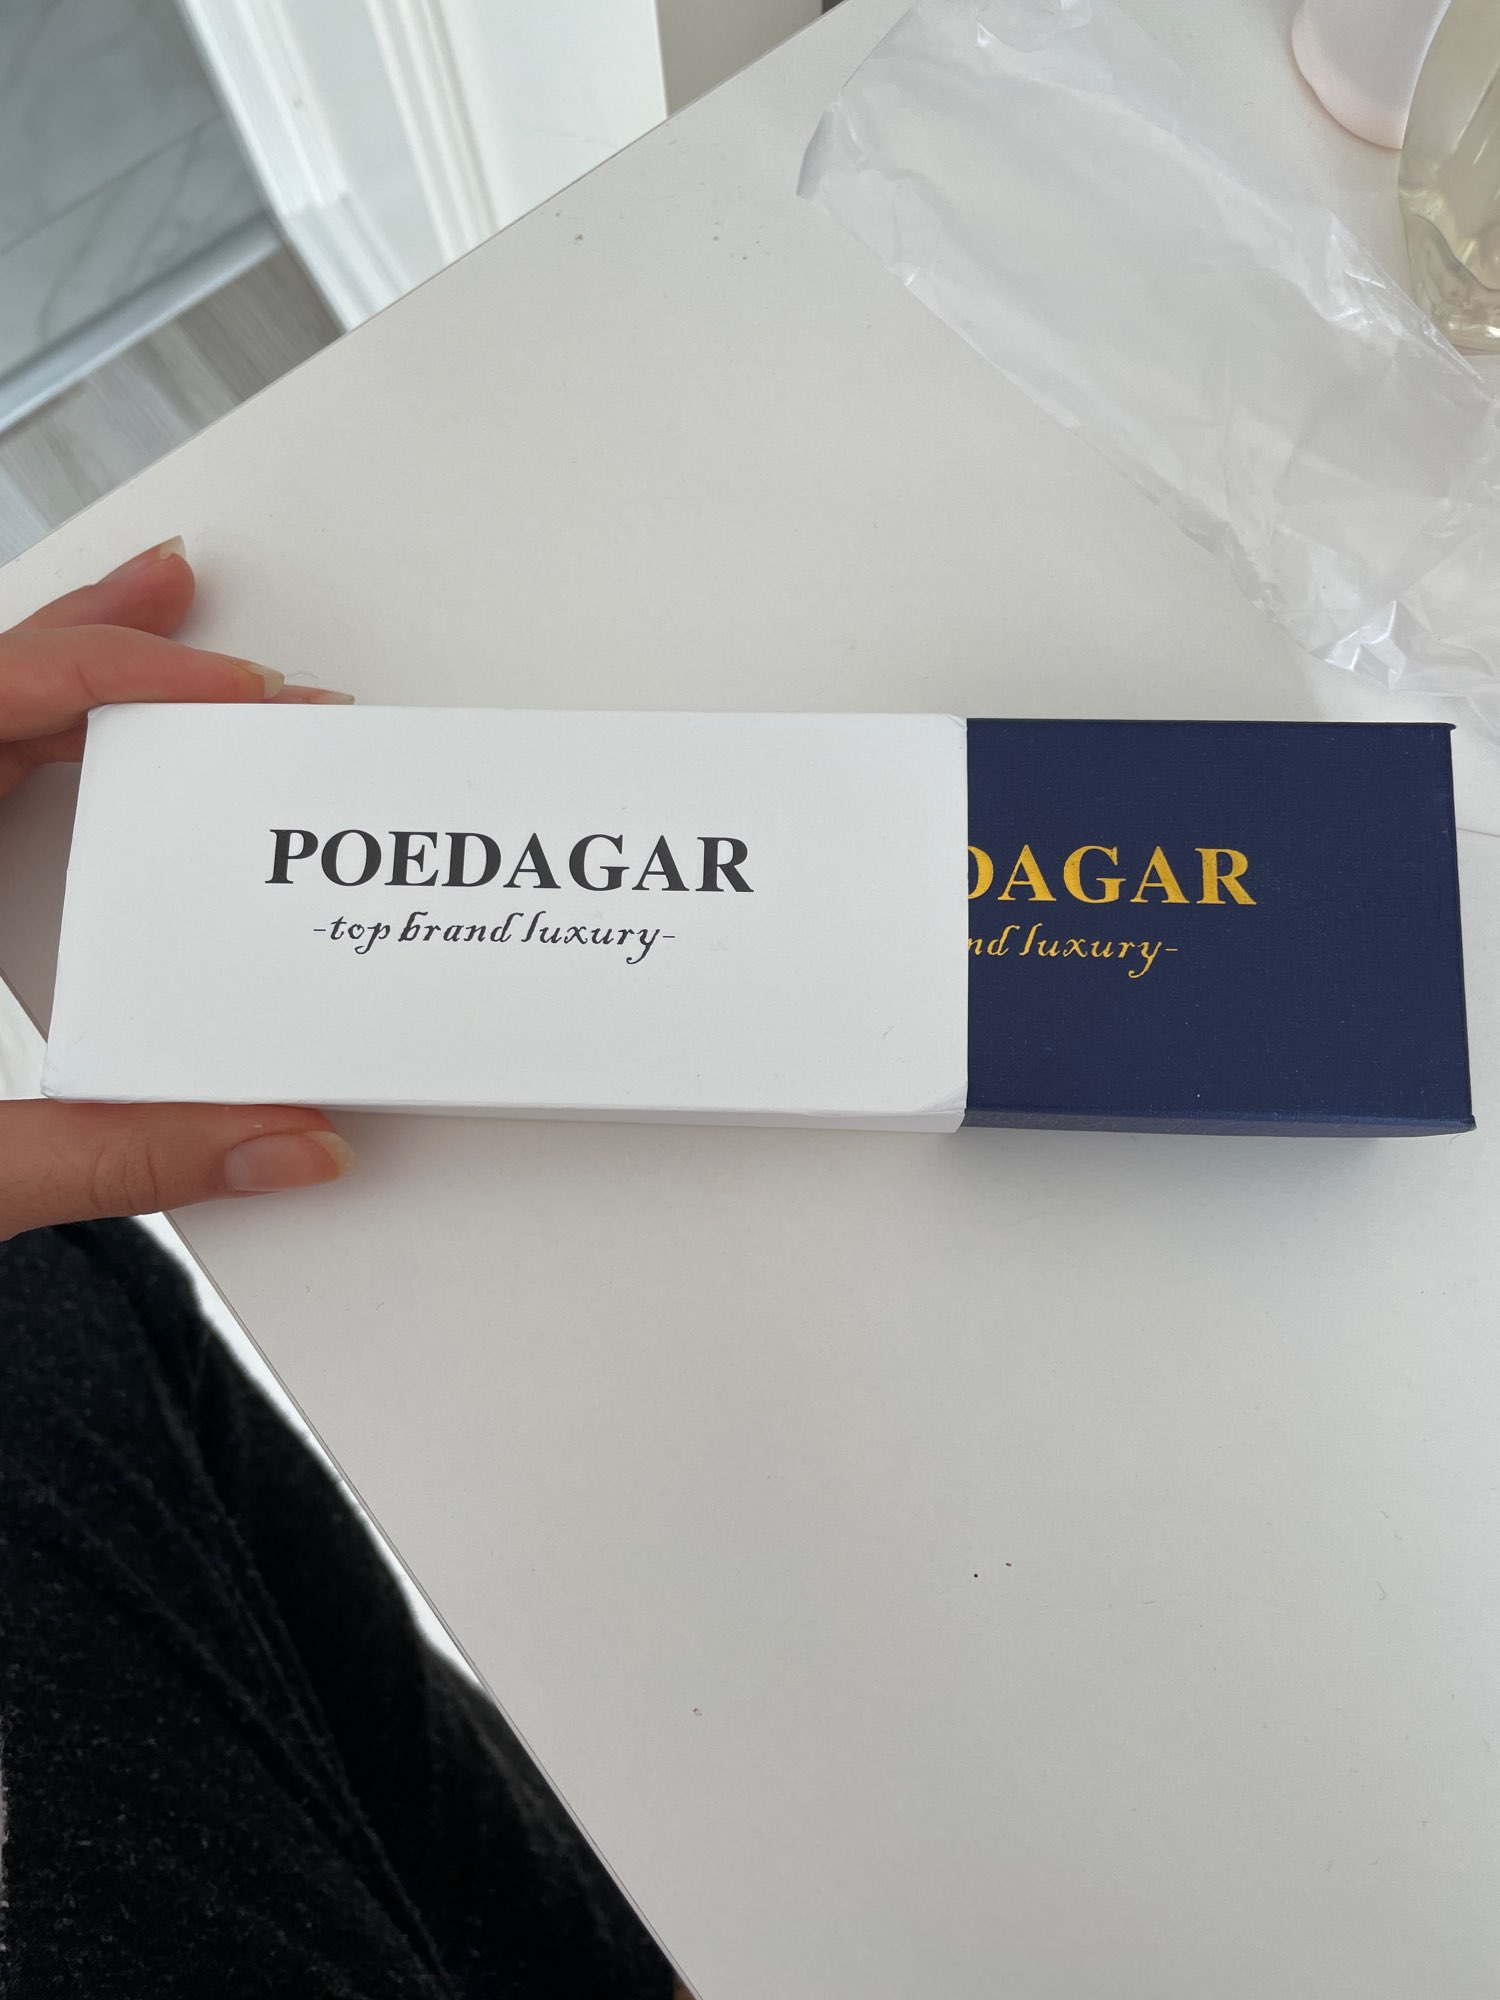 POEDAGAR
-top brand luxury-
DAGAR
nd luxury-